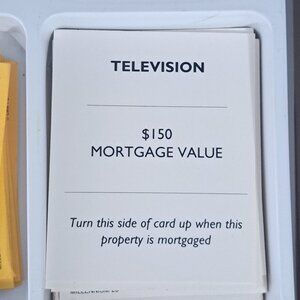 TELEVISION
$150
MORTGAGE VALUE
Turn this side of card up when this
property is mortgaged